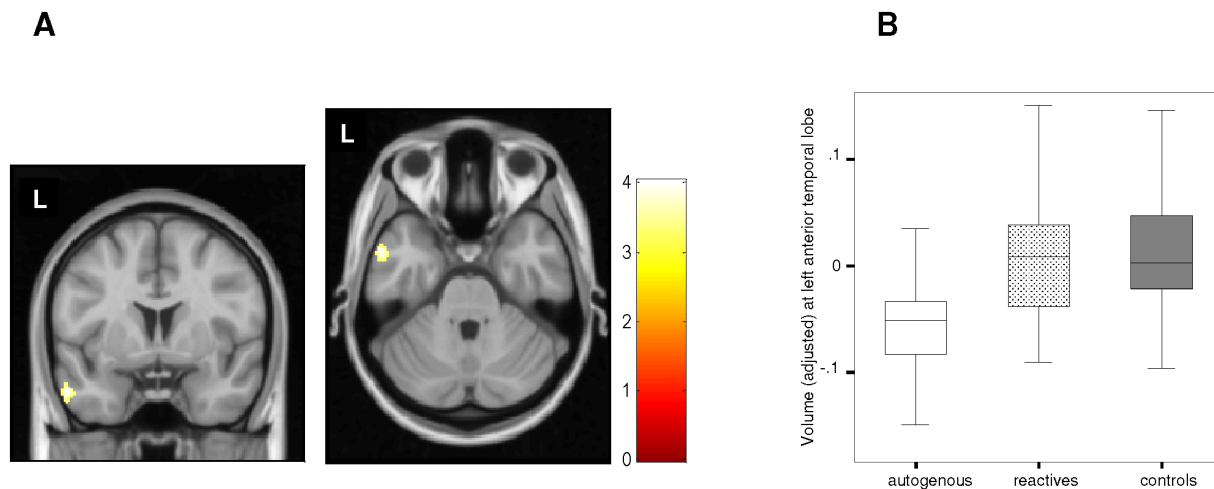 A
B
L
L
4
3
2
1
0
Volume (adjusted) at left anterior temporal lobe
.1
0
-.1
autogenous
reactives
controls